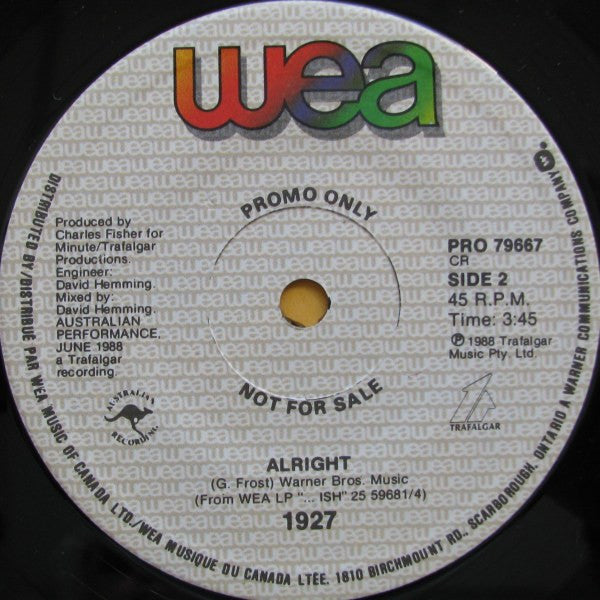 wea
PROMO ONLY
Produced by
Charles Fisher for
Minute/Trafalgar
Productions.
Engineer:
David Hemming.
Mixed by:
David Hemming.
AUSTRALIAN
PERFORMANCE,
JUNE 1988
a Trafalgar
recording
PRO 79667
CR
SIDE 2
45 R.P.M.
Time: 3:45
℗ 1988 Trafalgar
Music Pty. Ltd.
AUSTRALIAN
RECORDING
NOT FOR SALE
TRAFALGAR
ALRIGHT
(G. Frost) Warner Bros. Music
(From WEA LP "... ISH" 25 59681/4)
1927
DISTRIBUTED BY/DISTRIBUÉ PAR WEA MUSIC OF CANADA LTD./WEA MUSIQUE DU CANADA LTÉE. 1810 BIRCHMOUNT RD., SCARBOROUGH, ONTARIO A WARNER COMMUNICATIONS COMPANY